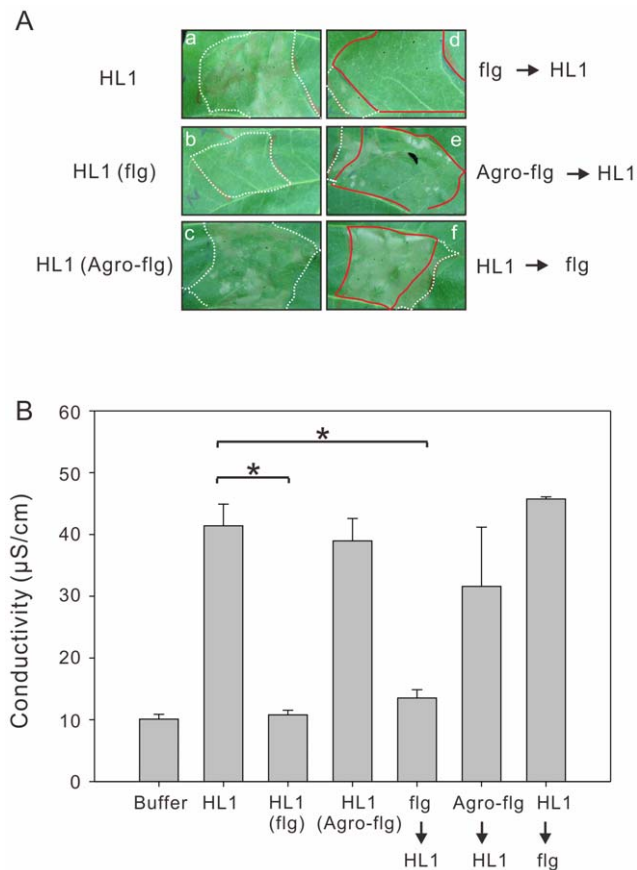 A
HL1
a
d
flg → HL1
HL1 (flg)
b
e
Agro-flg → HL1
HL1 (Agro-flg)
c
f
HL1 → flg
B
60
50
40
30
20
10
0
Conductivity (µS/cm)
*
*
Buffer HL1 HL1 HL1 flg Agro-flg HL1
(flg) (Agro-flg) ↓ ↓ ↓
HL1 HL1 flg